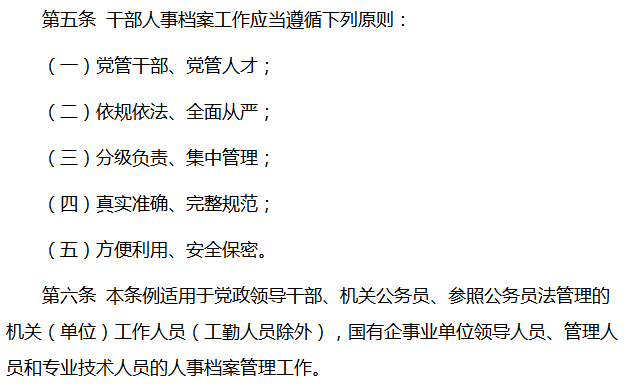 第五条 干部人事档案工作应当遵循下列原则：
（一）党管干部、党管人才；
（二）依规依法、全面从严；
（三）分级负责、集中管理；
（四）真实准确、完整规范；
（五）方便利用、安全保密。
第六条 本条例适用于党政领导干部、机关公务员、参照公务员法管理的
机关（单位）工作人员（工勤人员除外），国有企事业单位领导人员、管理人
员和专业技术人员的人事档案管理工作。